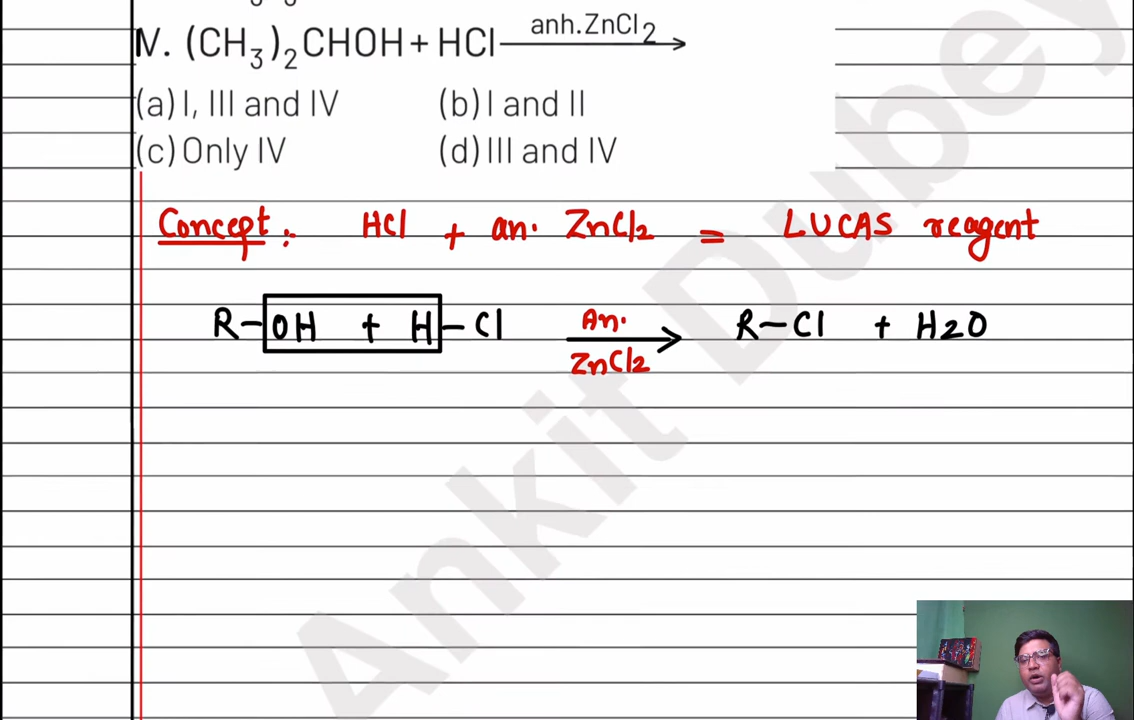 IV. (CH₃)₂CHOH + HCl anh.ZnCl₂ ⟶
(a) I, III and IV (b) I and II
(c) Only IV (d) III and IV
Concept :- HCl + an. ZnCl2 = LUCAS reagent
R-OH + H-Cl An. ZnCl2 ⟶ R-Cl + H2O
Ankit Dubey